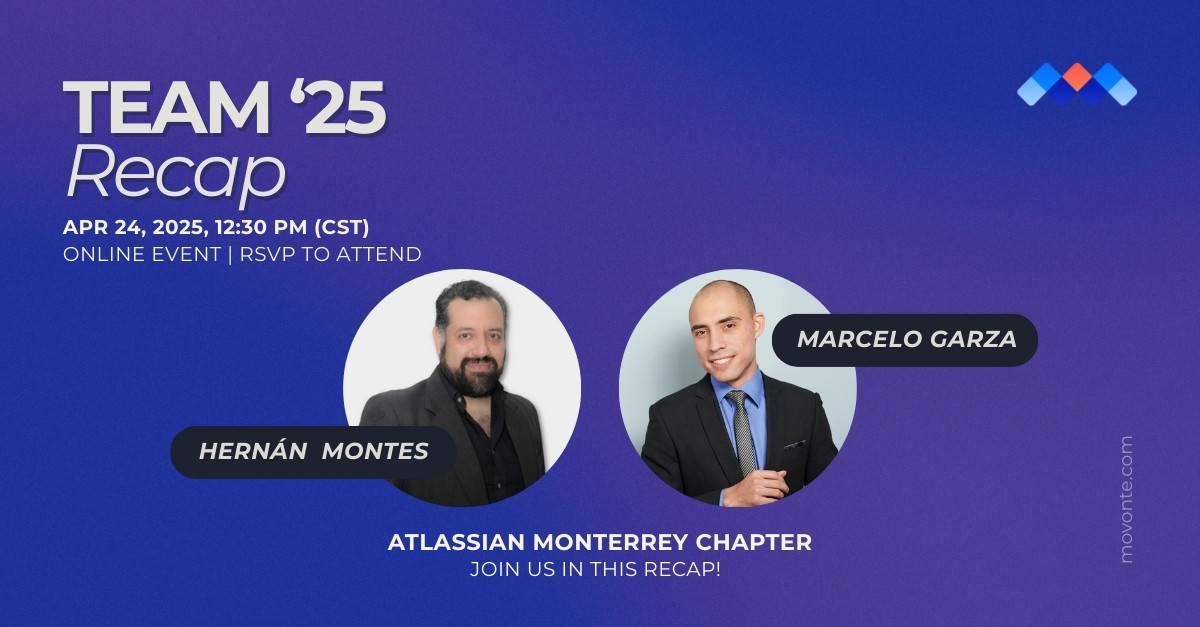 TEAM ‘25
Recap
APR 24, 2025, 12:30 PM (CST)
ONLINE EVENT | RSVP TO ATTEND
MARCELO GARZA
HERNÁN MONTES
ATLASSIAN MONTERREY CHAPTER
JOIN US IN THIS RECAP!
movonte.com